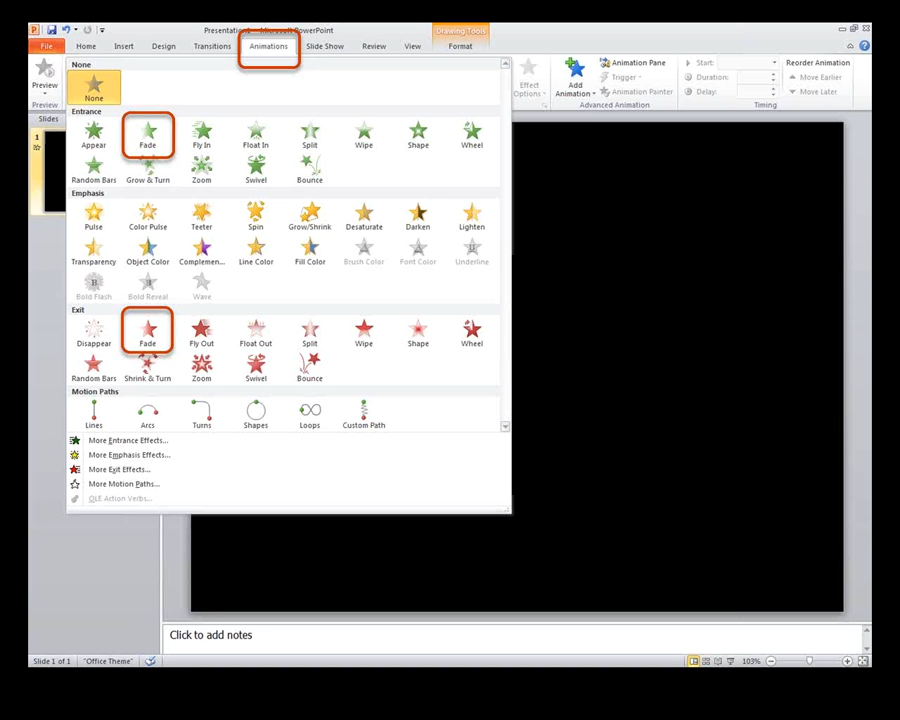 Presentation1 - Microsoft PowerPoint
Drawing Tools
File Home Insert Design Transitions Animations Slide Show Review View Format
Preview
Preview
None
None
Entrance
Appear Fade Fly In Float In Split Wipe Shape Wheel
Random Bars Grow & Turn Zoom Swivel Bounce
Emphasis
Pulse Color Pulse Teeter Spin Grow/Shrink Desaturate Darken Lighten
Transparency Object Color Complemen... Line Color Fill Color Brush Color Font Color Underline
Bold Flash Bold Reveal Wave
Exit
Disappear Fade Fly Out Float Out Split Wipe Shape Wheel
Random Bars Shrink & Turn Zoom Swivel Bounce
Motion Paths
Lines Arcs Turns Shapes Loops Custom Path
More Entrance Effects...
More Emphasis Effects...
More Exit Effects...
More Motion Paths...
OLE Action Verbs...
Effect
Options
Add
Animation
Animation Pane
Trigger
Animation Painter
Advanced Animation
Start:
Duration:
Delay:
Reorder Animation
Move Earlier
Move Later
Timing
Slides
1
Click to add notes
Slide 1 of 1 "Office Theme" 103%